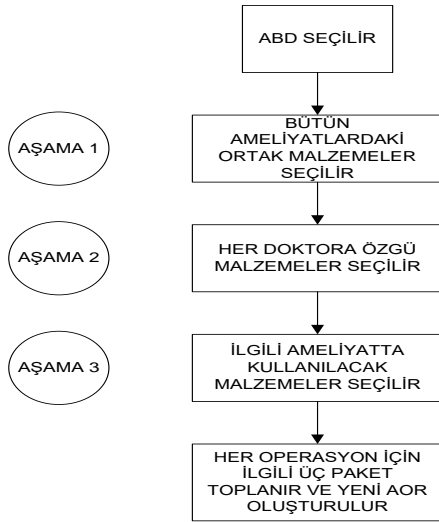 ABD SEÇİLİR
AŞAMA 1
BÜTÜN
AMELİYATLARDAKİ
ORTAK MALZEMELER
SEÇİLİR
AŞAMA 2
HER DOKTORA ÖZGÜ
MALZEMELER SEÇİLİR
AŞAMA 3
İLGİLİ AMELİYATTA
KULLANILACAK
MALZEMELER SEÇİLİR
HER OPERASYON İÇİN
İLGİLİ ÜÇ PAKET
TOPLANIR VE YENİ AOR
OLUŞTURULUR